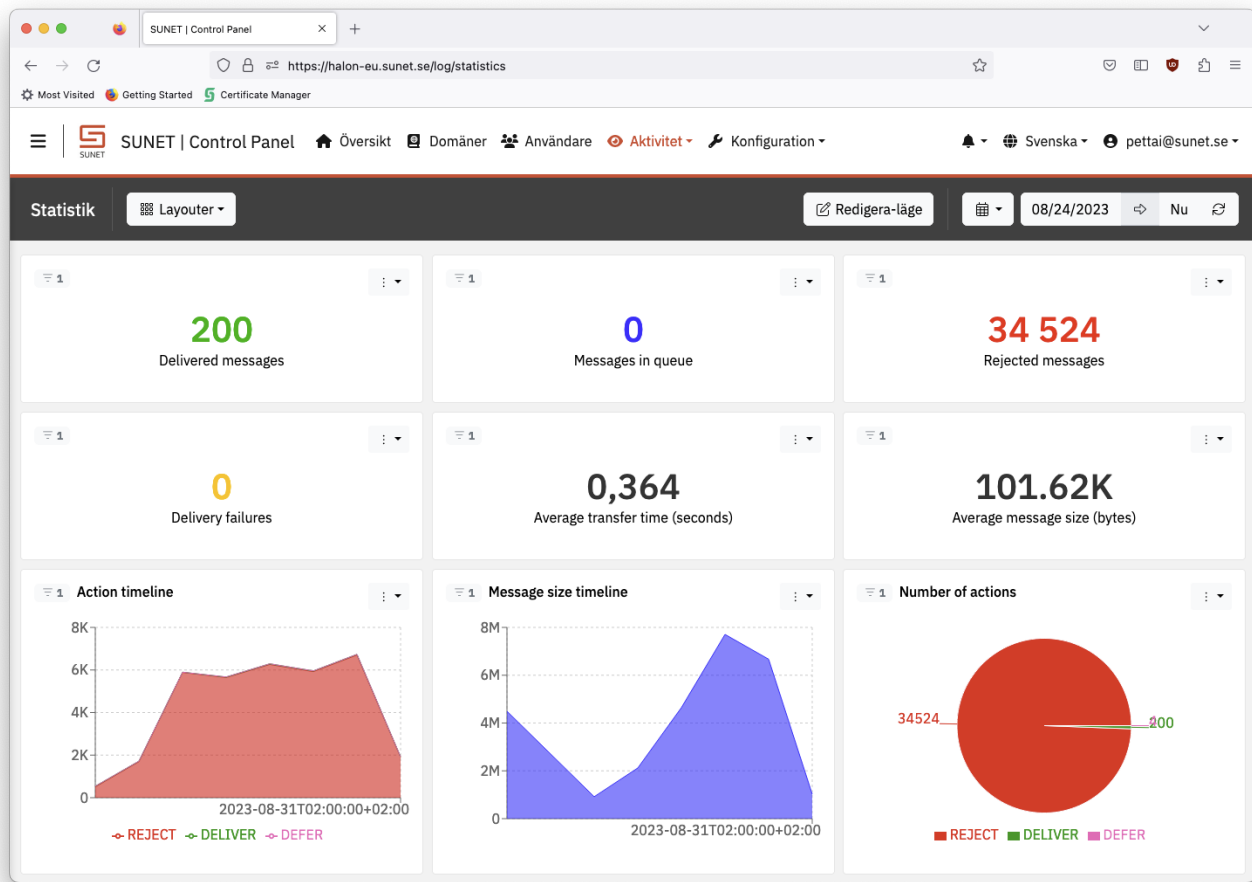 SUNET | Control Panel
https://halon-eu.sunet.se/log/statistics
Most Visited Getting Started Certificate Manager
SUNET SUNET | Control Panel Översikt Domäner Användare Aktivitet Konfiguration Svenska pettai@sunet.se
Statistik Layouter Redigera-läge 08/24/2023 Nu
1
200
Delivered messages
1
0
Messages in queue
1
34 524
Rejected messages
1
0
Delivery failures
1
0,364
Average transfer time (seconds)
1
101.62K
Average message size (bytes)
1 Action timeline
8K
6K
4K
2K
0
2023-08-31T02:00:00+02:00
REJECT DELIVER DEFER
1 Message size timeline
8M
6M
4M
2M
0
2023-08-31T02:00:00+02:00
1 Number of actions
34524
200
REJECT DELIVER DEFER